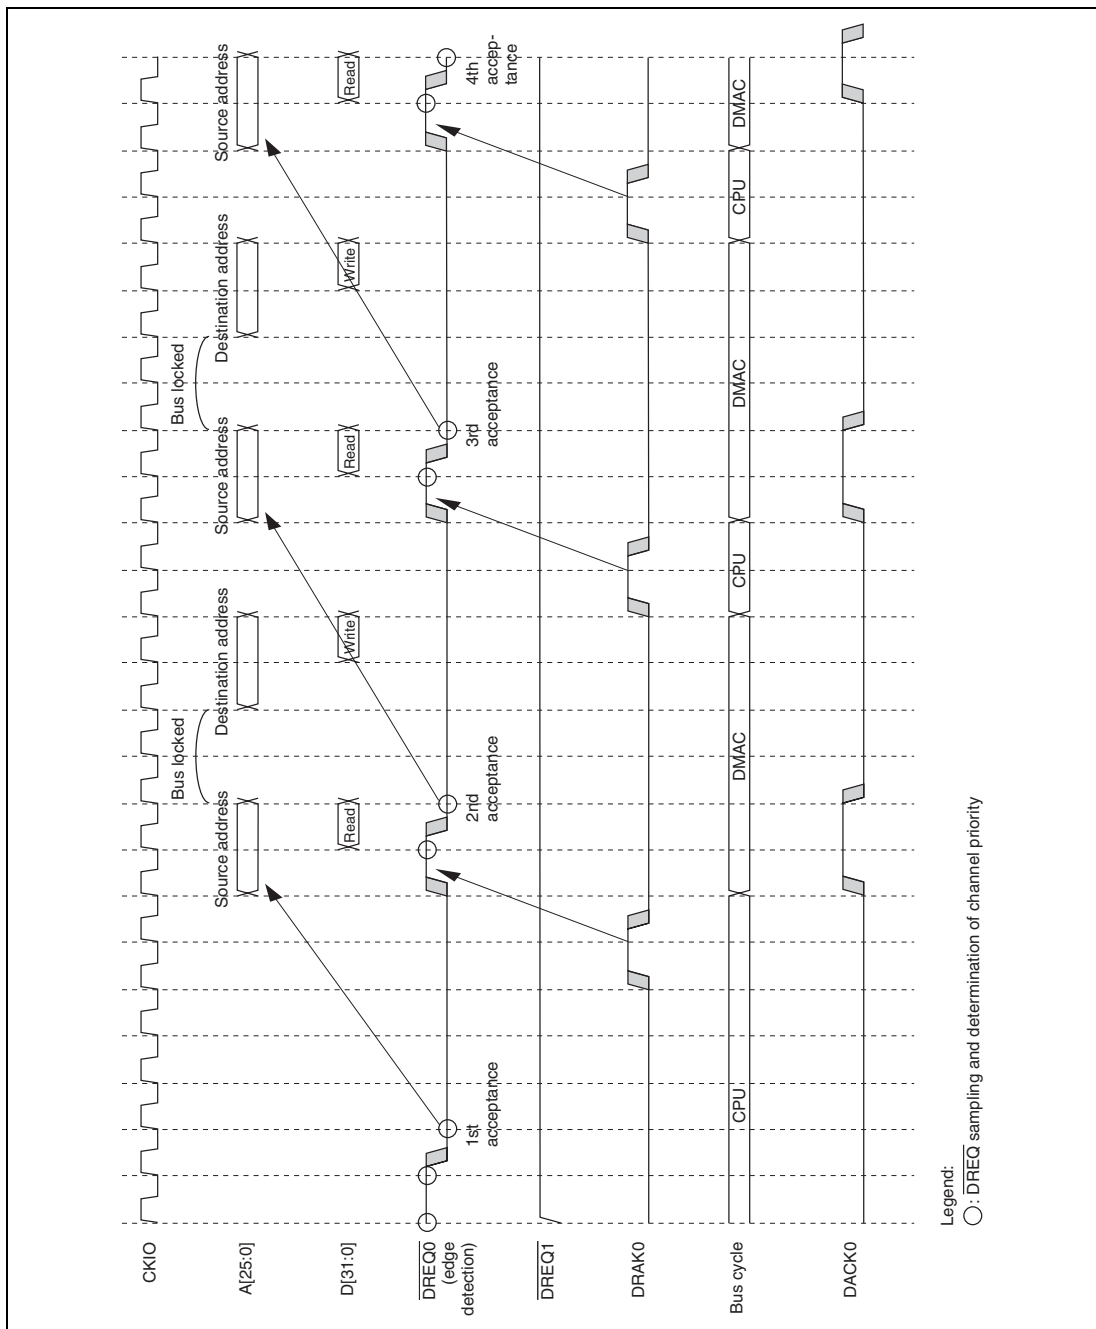 CKIO
Bus locked
Bus locked
Source address
Destination address
Source address
Destination address
Source address
A[25:0]
D[31:0]
Read
Write
Read
Write
Read
DREQ0
(edge
detection)
1st
acceptance
2nd
acceptance
3rd
acceptance
4th
accep-
tance
DREQ1
DRAK0
Bus cycle
CPU
DMAC
CPU
DMAC
CPU
DMAC
DACK0
Legend:
○: DREQ sampling and determination of channel priority